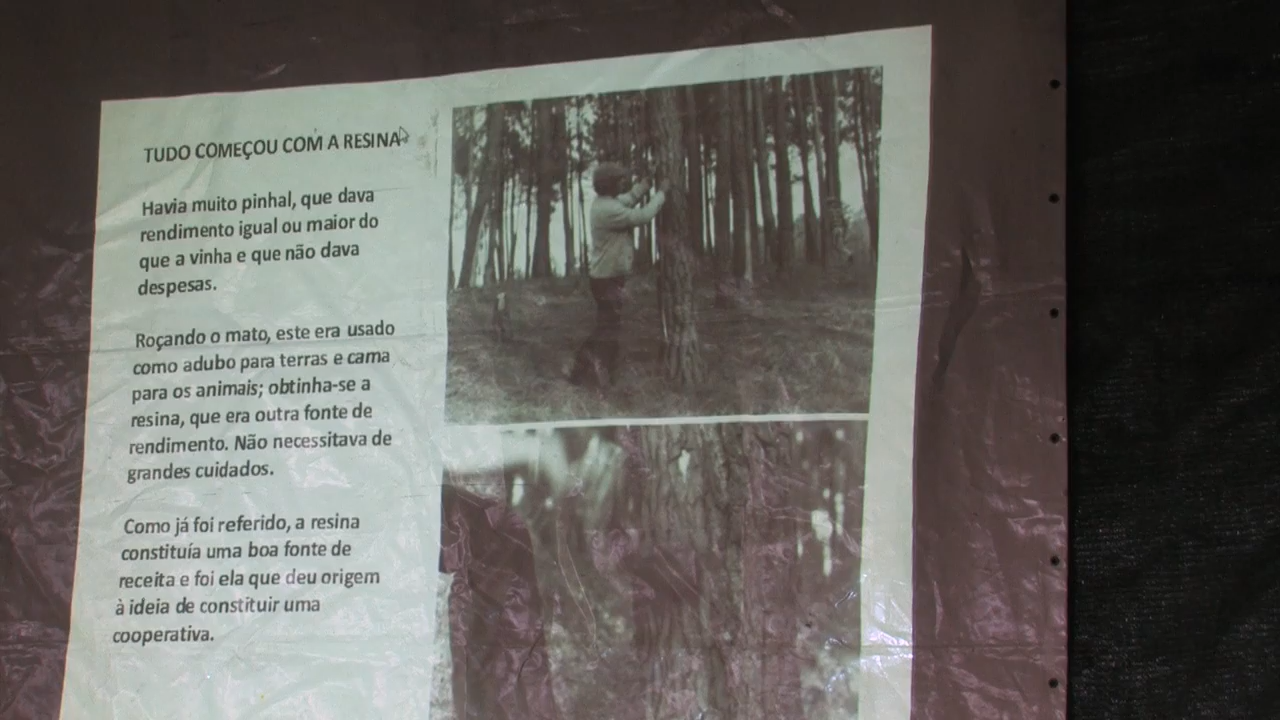 TUDO COMEÇOU COM A RESINA
Havia muito pinhal, que dava
rendimento igual ou maior do
que a vinha e que não dava
despesas.
Roçando o mato, este era usado
como adubo para terras e cama
para os animais; obtinha-se a
resina, que era outra fonte de
rendimento. Não necessitava de
grandes cuidados.
Como já foi referido, a resina
constituía uma boa fonte de
receita e foi ela que deu origem
à ideia de constituir uma
cooperativa.